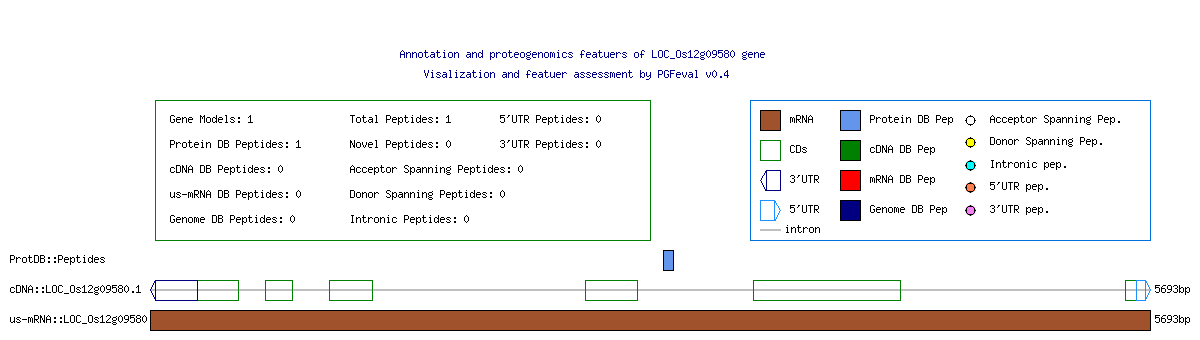 Annotation and proteogenomics featuers of LOC_Os12g09580 gene
Visalization and featuer assessment by PGFeval v0.4
Gene Models: 1 Total Peptides: 1 5'UTR Peptides: 0
Protein DB Peptides: 1 Novel Peptides: 0 3'UTR Peptides: 0
cDNA DB Peptides: 0 Acceptor Spanning Peptides: 0
us-mRNA DB Peptides: 0 Donor Spanning Peptides: 0
Genome DB Peptides: 0 Intronic Peptides: 0
mRNA Protein DB Pep Acceptor Spanning Pep.
CDs cDNA DB Pep Donor Spanning Pep.
3'UTR mRNA DB Pep Intronic pep.
5'UTR Genome DB Pep 5'UTR pep.
intron 3'UTR pep.
ProtDB::Peptides
cDNA::LOC_Os12g09580.1 5693bp
us-mRNA::LOC_Os12g09580 5693bp